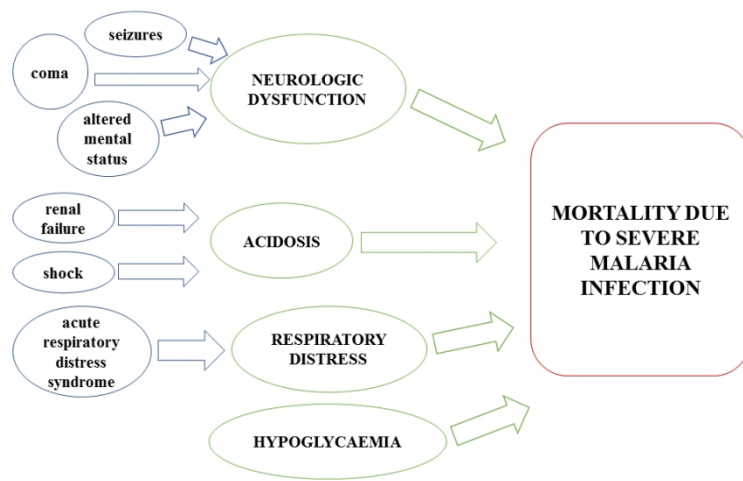 seizures
coma
NEUROLOGIC
DYSFUNCTION
altered
mental
status
renal
failure
ACIDOSIS
shock
acute
respiratory
distress
syndrome
RESPIRATORY
DISTRESS
HYPOGLYCAEMIA
MORTALITY DUE
TO SEVERE
MALARIA
INFECTION